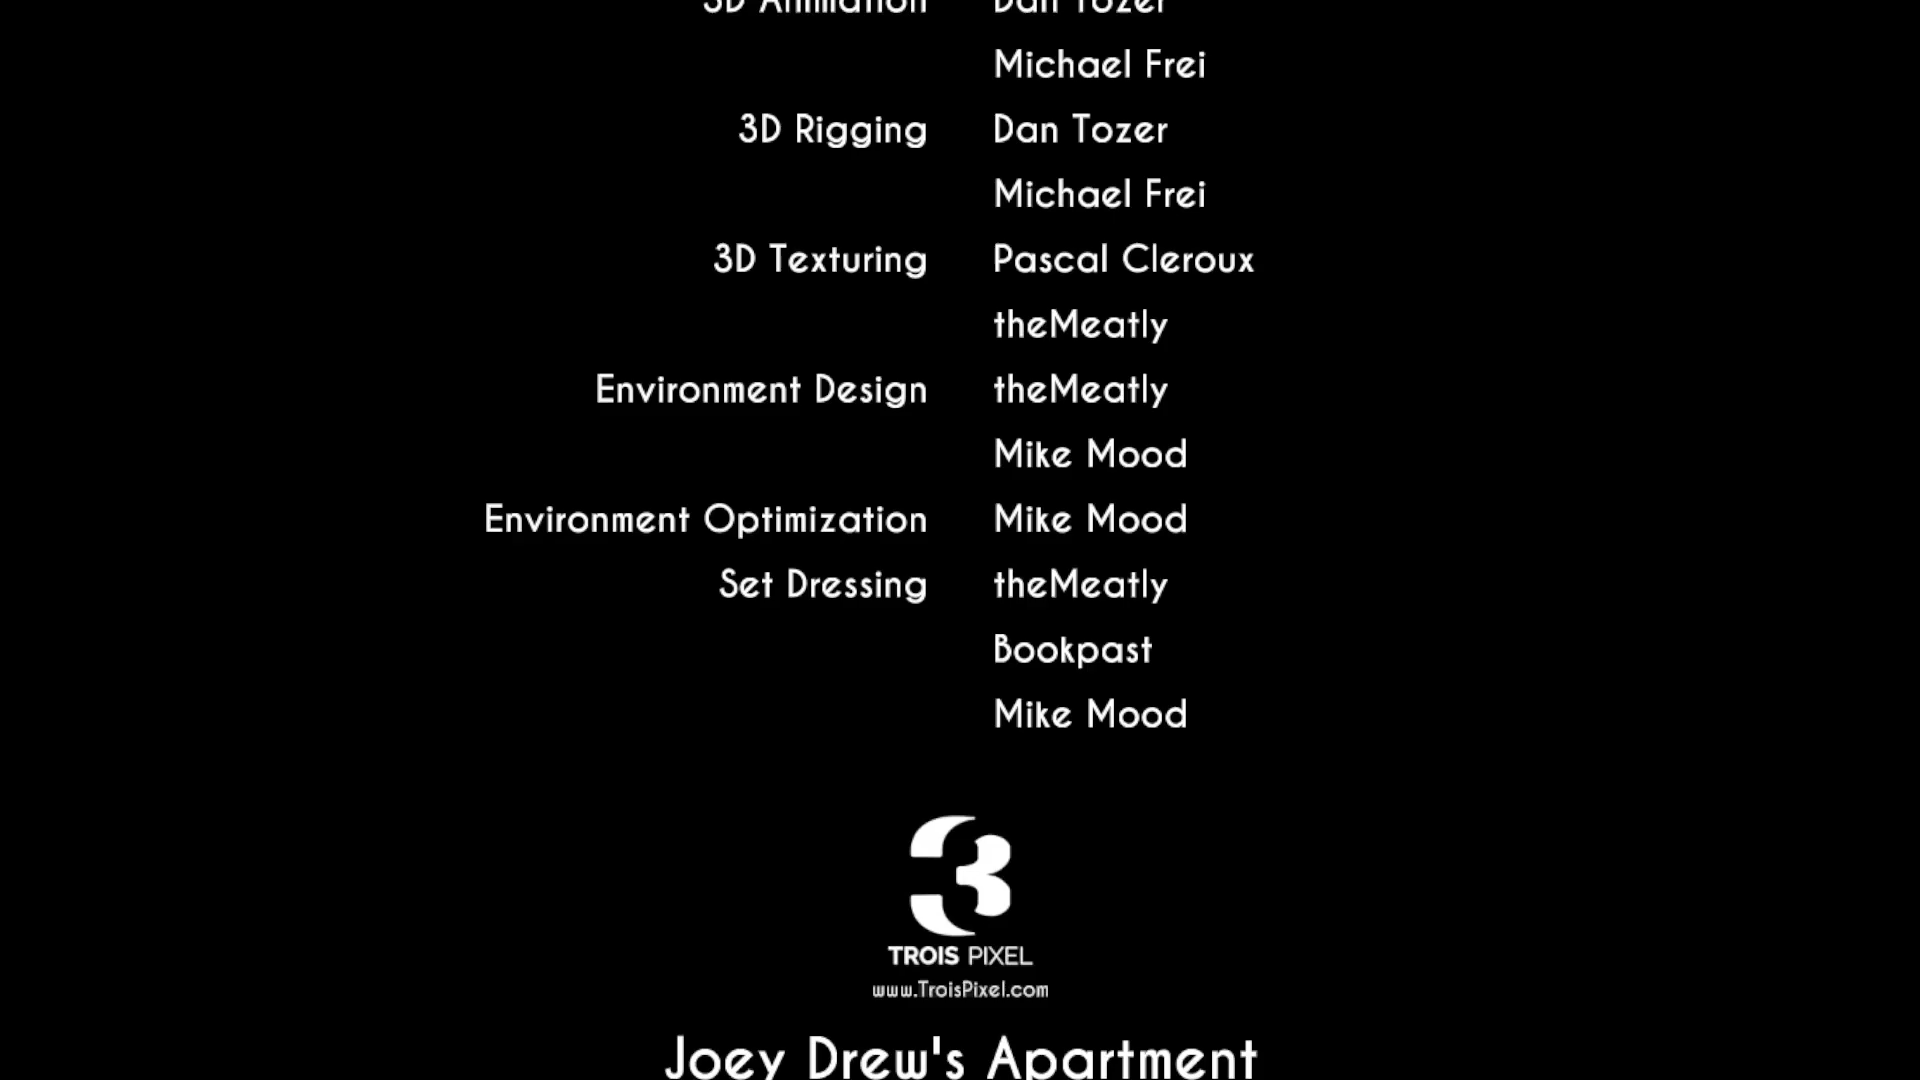 3D Animation Dan Tozer
Michael Frei
3D Rigging Dan Tozer
Michael Frei
3D Texturing Pascal Cleroux
theMeatly
Environment Design theMeatly
Mike Mood
Environment Optimization Mike Mood
Set Dressing theMeatly
Bookpast
Mike Mood
3
TROIS PIXEL
www.TroisPixel.com
Joey Drew's Apartment